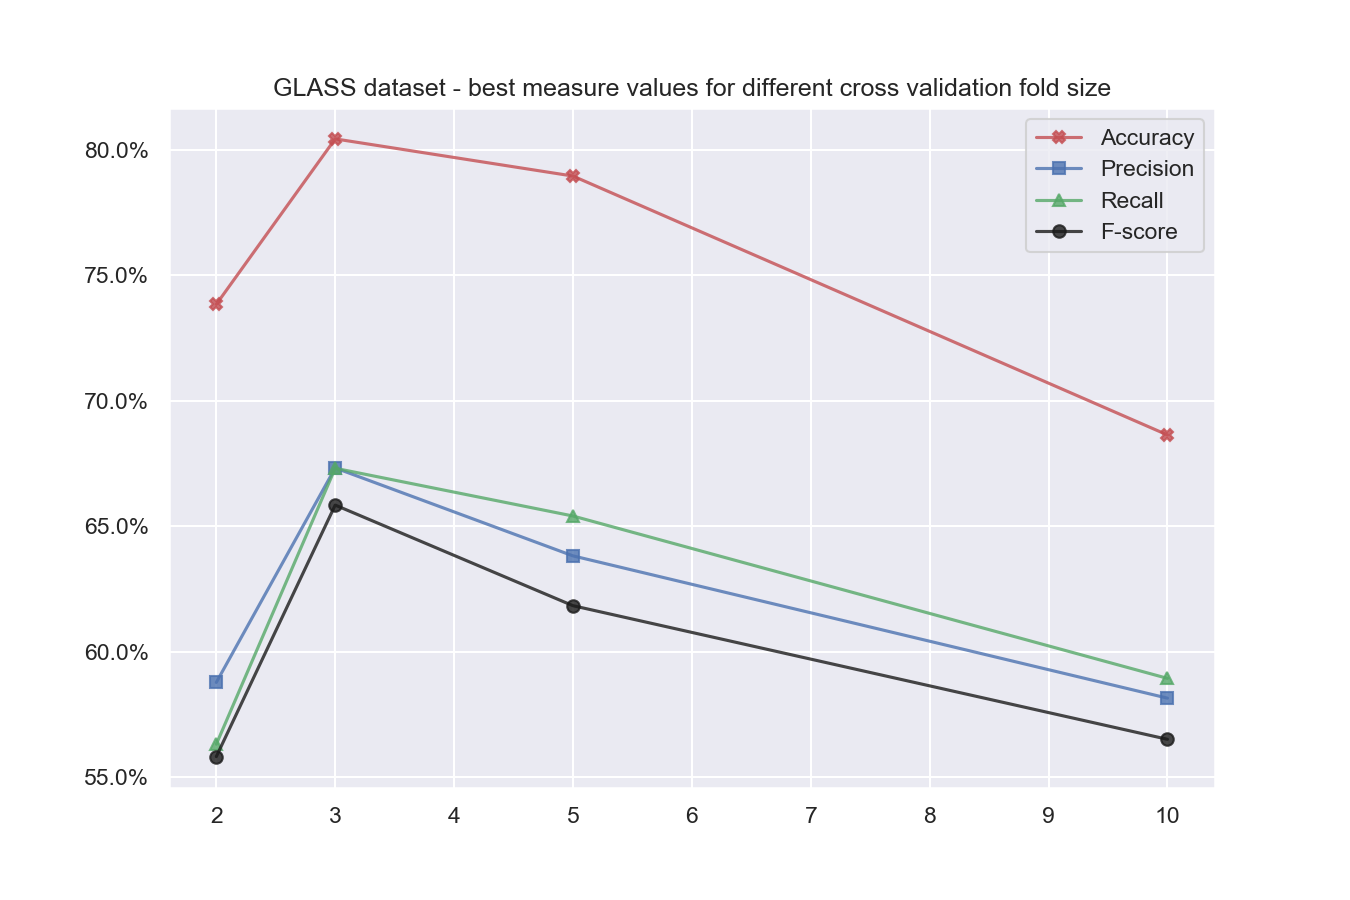 GLASS dataset - best measure values for different cross validation fold size
Accuracy
Precision
Recall
F-score
80.0%
75.0%
70.0%
65.0%
60.0%
55.0%
2 3 4 5 6 7 8 9 10